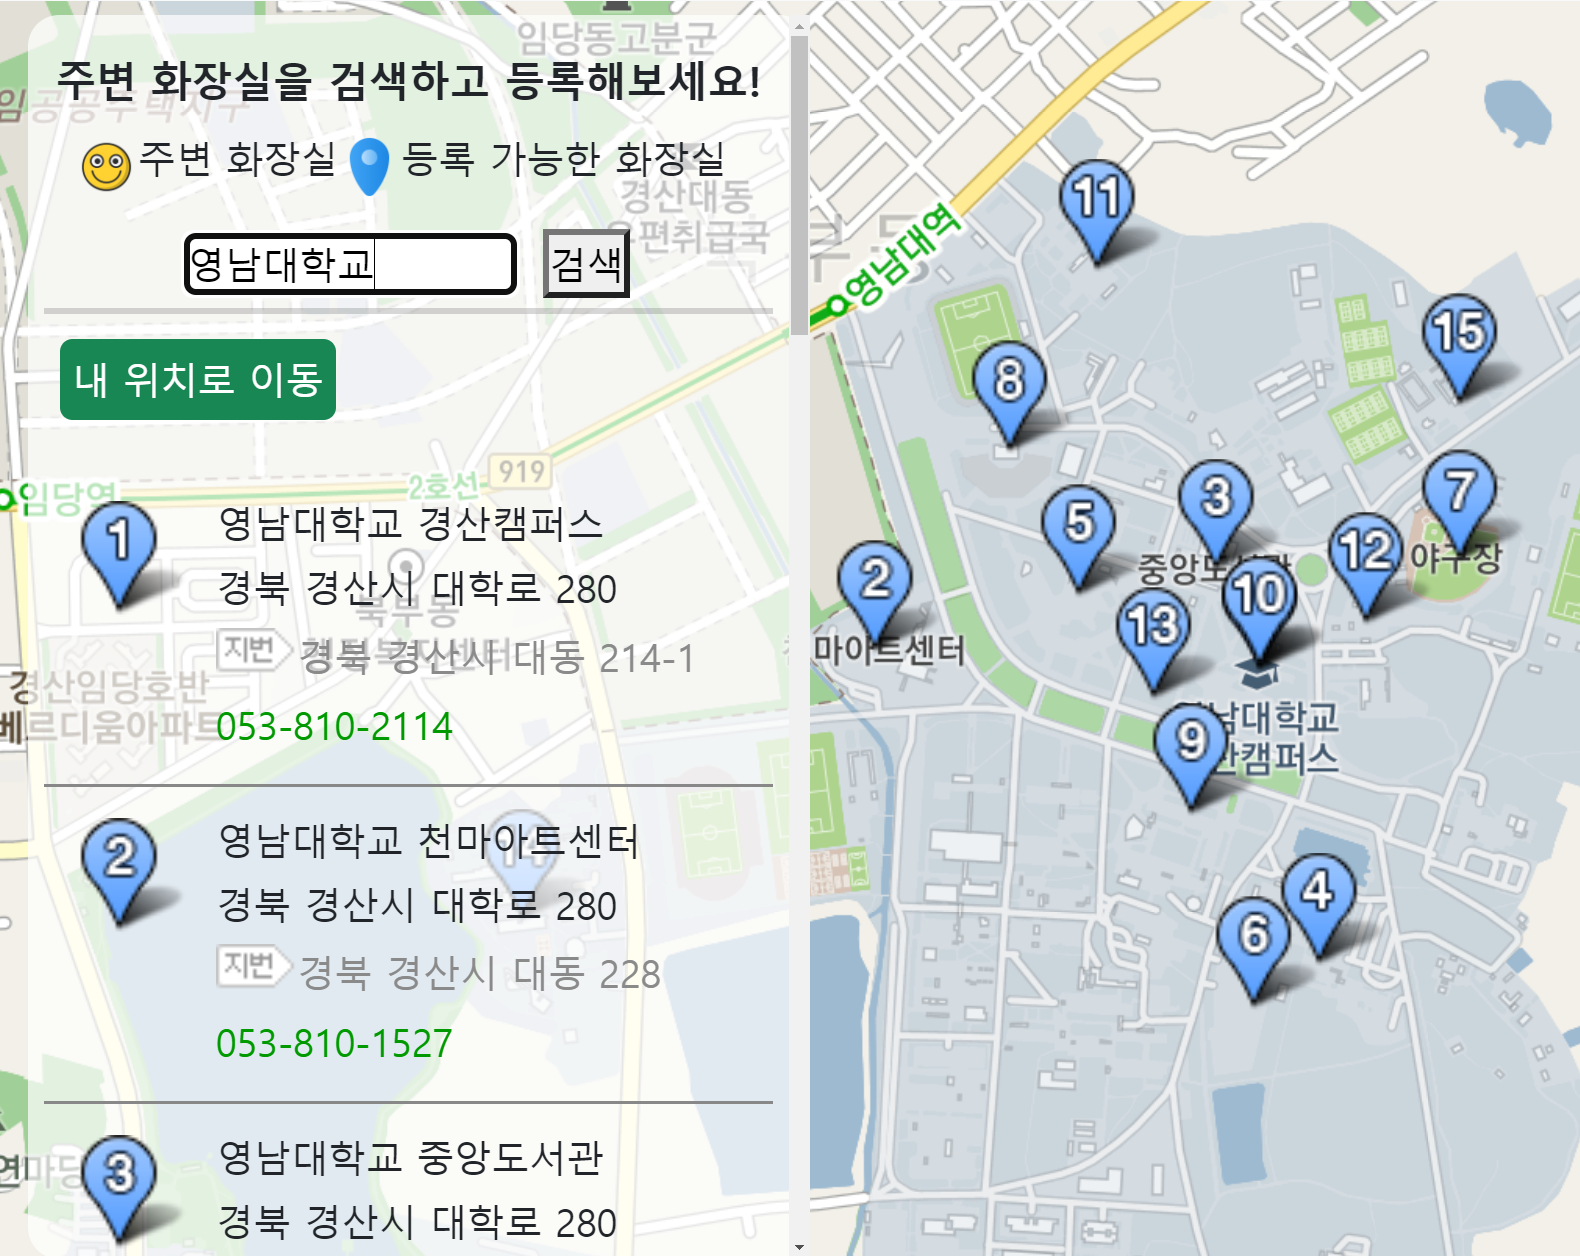 주변 화장실을 검색하고 등록해보세요!
주변 화장실 등록 가능한 화장실
영남대학교 검색
내 위치로 이동
1 영남대학교 경산캠퍼스
경북 경산시 대학로 280
지번 경북 경산시 대동 214-1
053-810-2114
2 영남대학교 천마아트센터
경북 경산시 대학로 280
지번 경북 경산시 대동 228
053-810-1527
3 영남대학교 중앙도서관
경북 경산시 대학로 280
임당동고분군
경산대동
우편취급국
919
2호선
임당역
북부동
경산임당호반
베르디움아파트
14
영남대역
11
15
8
7
3
5
12
야구장
2
10
13
마아트센터
9
남대학교
산캠퍼스
4
6